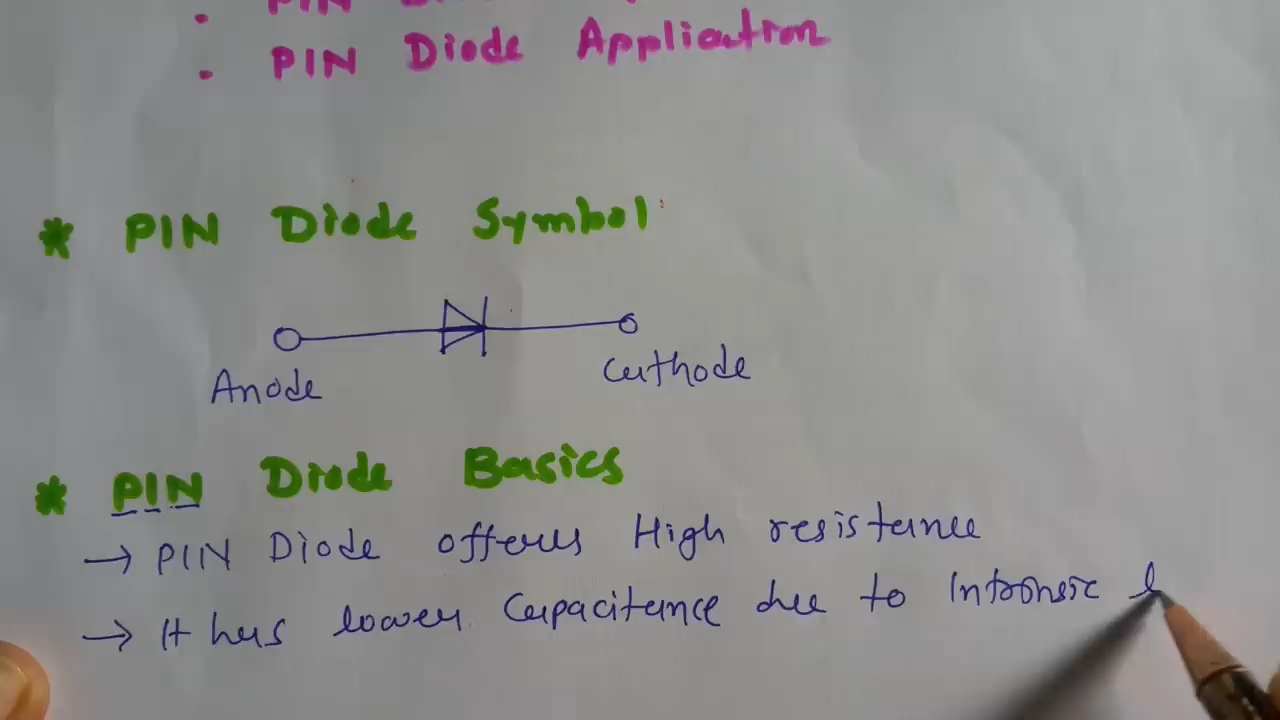 . PIN
. PIN Diode Application
* PIN Diode Symbol
Anode Cathode
* PIN Diode Basics
→ PIN Diode offers High resistance
→ It has lower Capacitance due to Intrinsic